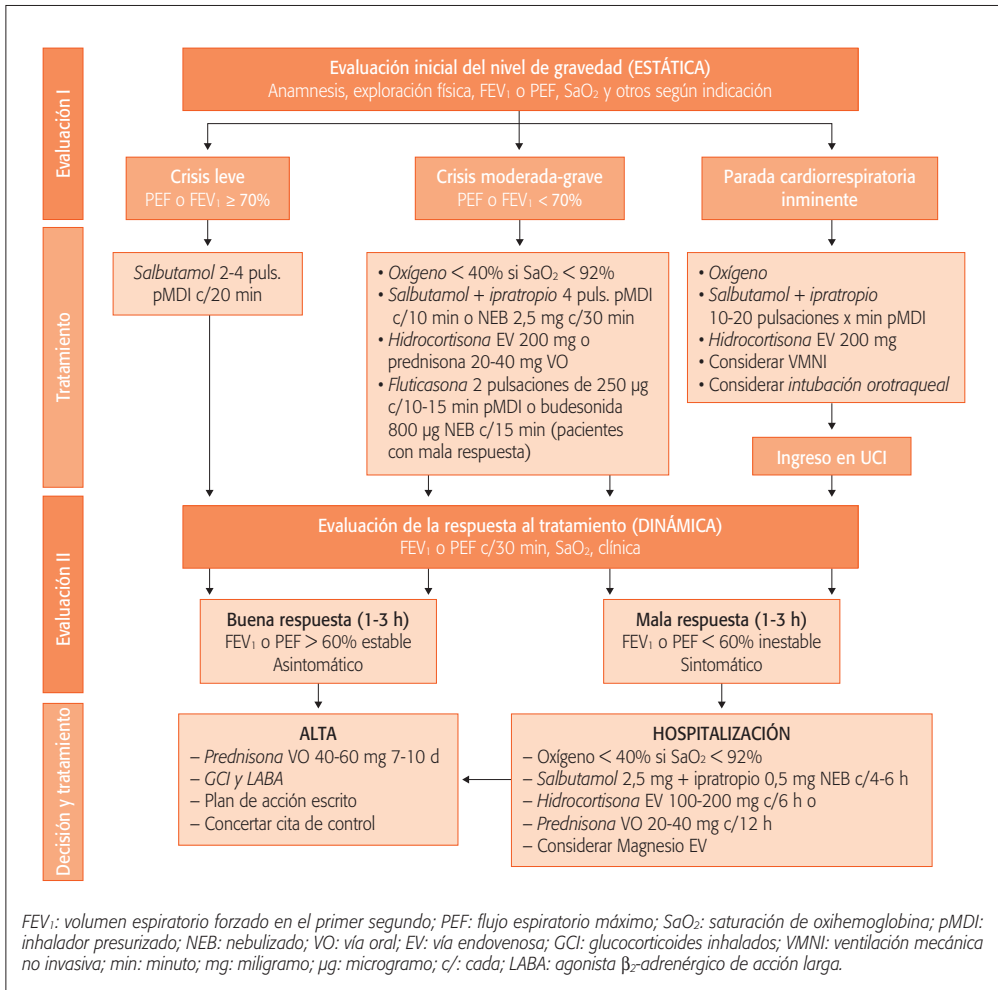 Evaluación I
Evaluación inicial del nivel de gravedad (ESTÁTICA)
Anamnesis, exploración física, FEV₁ o PEF, SaO₂ y otros según indicación
Crisis leve
PEF o FEV₁ ≥ 70%
Crisis moderada-grave
PEF o FEV₁ < 70%
Parada cardiorrespiratoria
inminente
Tratamiento
Salbutamol 2-4 puls.
pMDI c/20 min
• Oxígeno < 40% si SaO₂ < 92%
• Salbutamol + ipratropio 4 puls. pMDI
c/10 min o NEB 2,5 mg c/30 min
• Hidrocortisona EV 200 mg o
prednisona 20-40 mg VO
• Fluticasona 2 pulsaciones de 250 µg
c/10-15 min pMDI o budesonida
800 µg NEB c/15 min (pacientes
con mala respuesta)
• Oxígeno
• Salbutamol + ipratropio
10-20 pulsaciones x min pMDI
• Hidrocortisona EV 200 mg
• Considerar VMNI
• Considerar intubación orotraqueal
Ingreso en UCI
Evaluación II
Evaluación de la respuesta al tratamiento (DINÁMICA)
FEV₁ o PEF c/30 min, SaO₂, clínica
Buena respuesta (1-3 h)
FEV₁ o PEF > 60% estable
Asintomático
Mala respuesta (1-3 h)
FEV₁ o PEF < 60% inestable
Sintomático
Decisión y tratamiento
ALTA
– Prednisona VO 40-60 mg 7-10 d
– GCI y LABA
– Plan de acción escrito
– Concertar cita de control
HOSPITALIZACIÓN
– Oxígeno < 40% si SaO₂ < 92%
– Salbutamol 2,5 mg + ipratropio 0,5 mg NEB c/4-6 h
– Hidrocortisona EV 100-200 mg c/6 h o
– Prednisona VO 20-40 mg c/12 h
– Considerar Magnesio EV
FEV₁: volumen espiratorio forzado en el primer segundo; PEF: flujo espiratorio máximo; SaO₂: saturación de oxihemoglobina; pMDI:
inhalador presurizado; NEB: nebulizado; VO: vía oral; EV: vía endovenosa; GCI: glucocorticoides inhalados; VMNI: ventilación mecánica
no invasiva; min: minuto; mg: miligramo; µg: microgramo; c/: cada; LABA: agonista β₂-adrenérgico de acción larga.